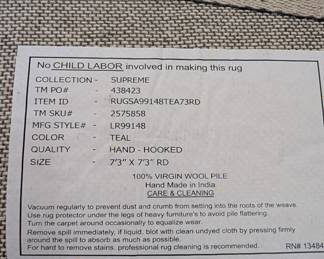 No CHILD LABOR involved in making this rug
COLLECTION - SUPREME
TM PO# - 438423
ITEM ID - RUGSA99148TEA73RD
TM SKU# - 2575858
MFG STYLE# - LR99148
COLOR - TEAL
QUALITY - HAND - HOOKED
SIZE - 7'3" X 7'3" RD
100% VIRGIN WOOL PILE
Hand Made in India
CARE & CLEANING
Vacuum regularly to prevent dust and crumb from setting into the roots of the weave.
Use rug protector under the legs of heavy furniture's to avoid pile flattering.
Turn the carpet occasionally to equalize wear.
Remove spill immediately, if liquid, blot with clean undyed cloth by pressing firmly
around the spill to absorb as much as possible.
For hard to remove stains, professional rug cleaning is recommended. RN# 13484